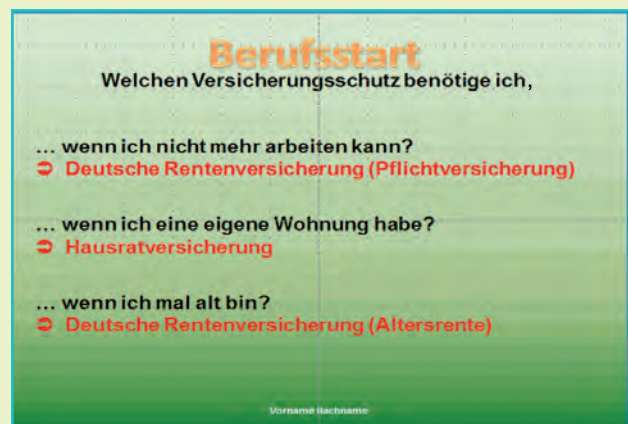 Berufsstart
Welchen Versicherungsschutz benötige ich,
... wenn ich nicht mehr arbeiten kann?
➲ Deutsche Rentenversicherung (Pflichtversicherung)
... wenn ich eine eigene Wohnung habe?
➲ Hausratversicherung
... wenn ich mal alt bin?
➲ Deutsche Rentenversicherung (Altersrente)
Vorname Nachname